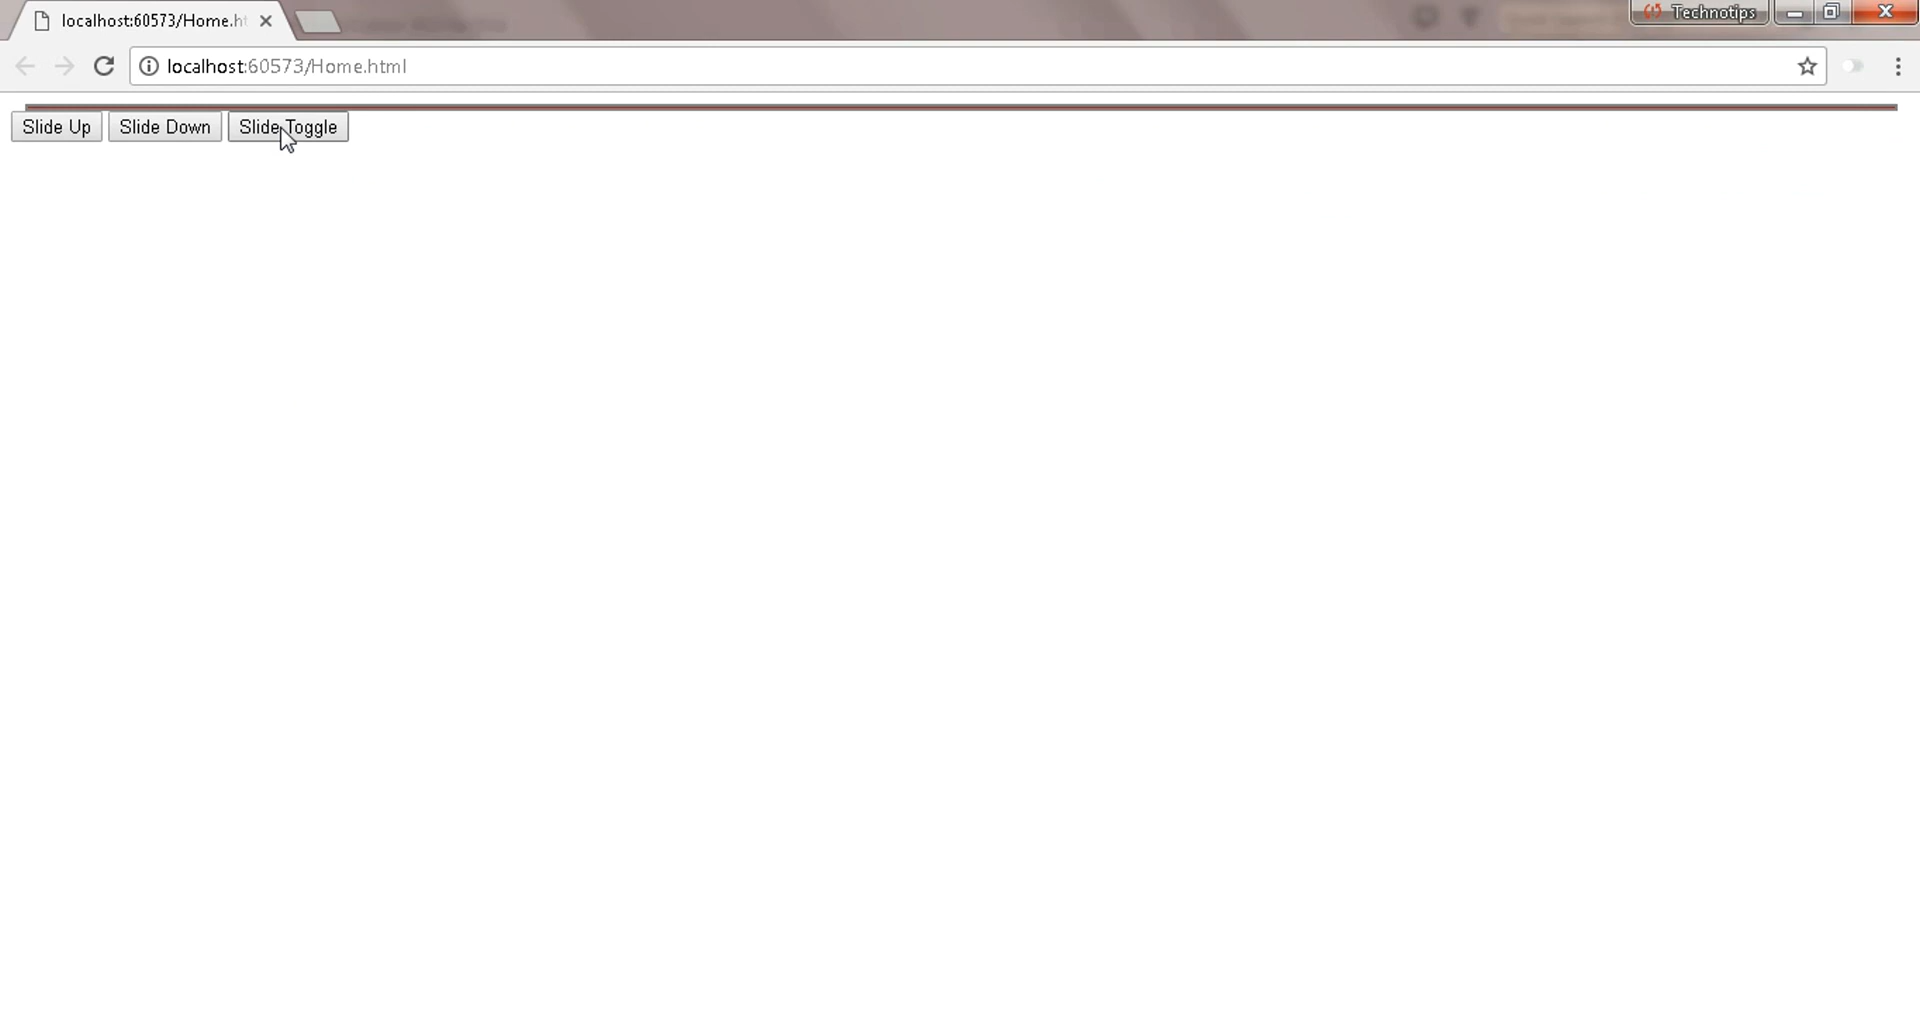 localhost:60573/Home.ht
Technotips
localhost:60573/Home.html
Slide Up
Slide Down
Slide Toggle